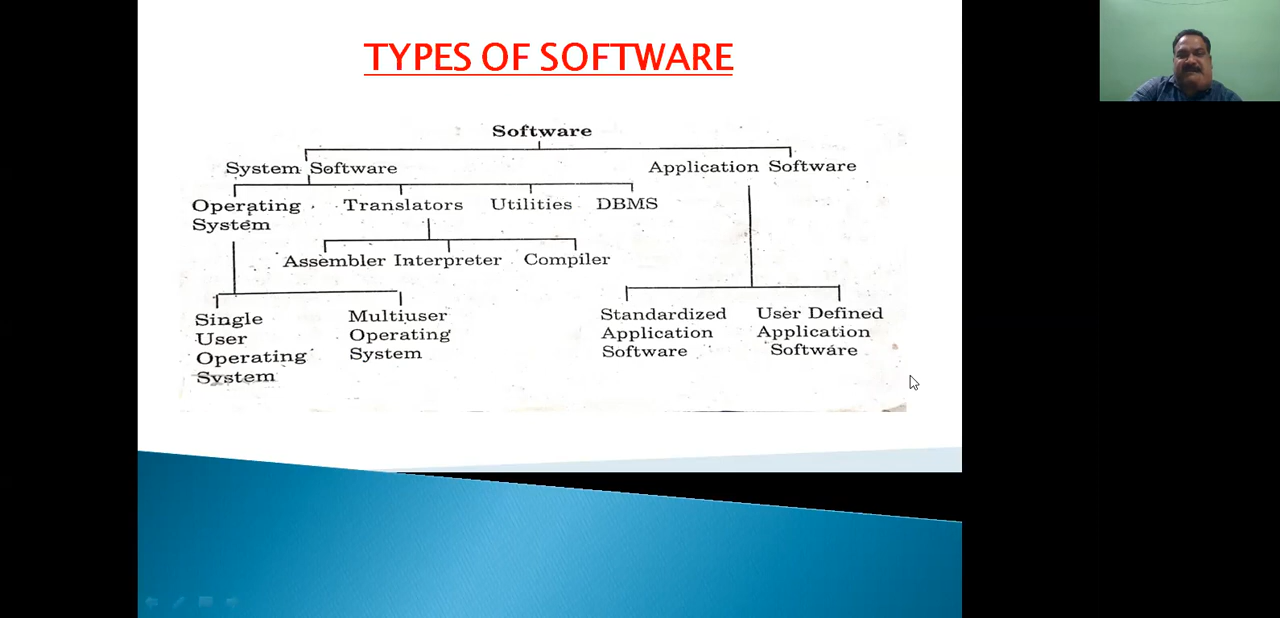 TYPES OF SOFTWARE
Software
System Software
Application Software
Operating System
Translators
Utilities
DBMS
Assembler
Interpreter
Compiler
Single
User
Operating
System
Multiuser
Operating
System
Standardized
Application
Software
User Defined
Application
Software